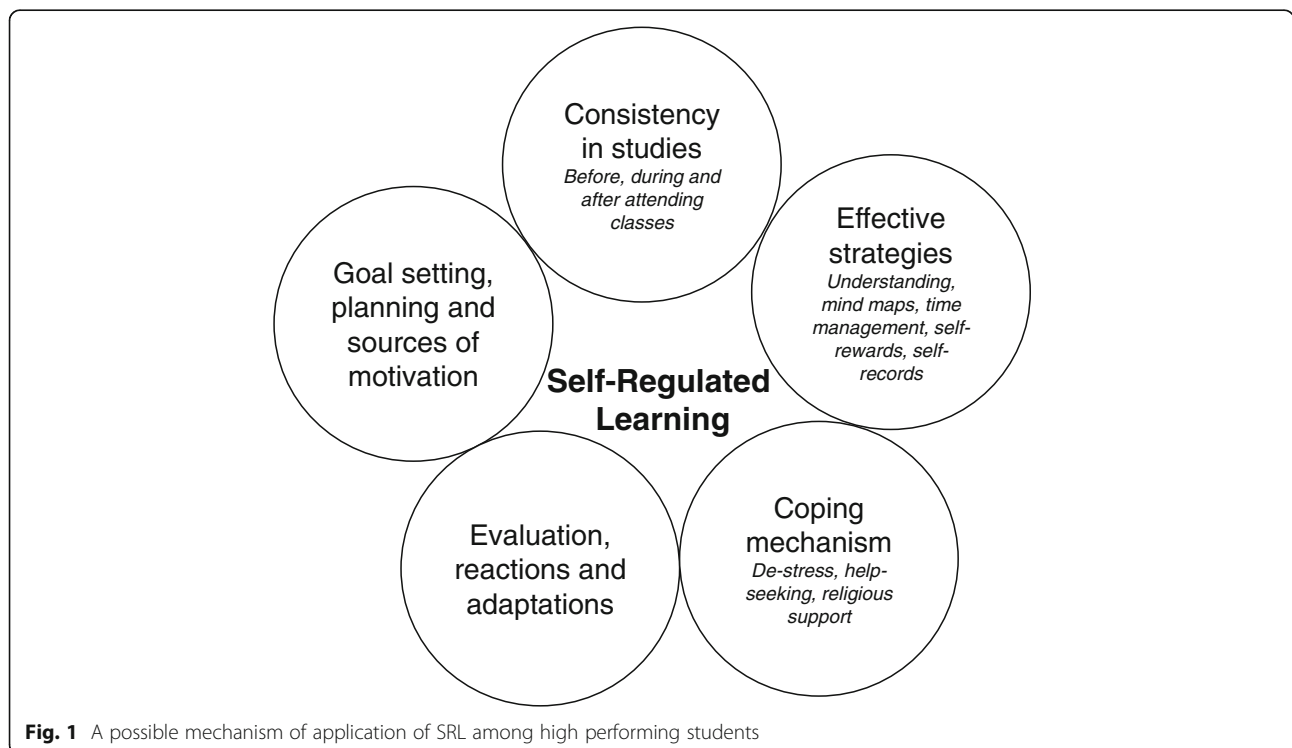 Consistency
in studies
Before, during and
after attending
classes
Effective
strategies
Understanding,
mind maps, time
management, self-
rewards, self-
records
Goal setting,
planning and
sources of
motivation
Self-Regulated
Learning
Evaluation,
reactions and
adaptations
Coping
mechanism
De-stress, help-
seeking, religious
support
Fig. 1 A possible mechanism of application of SRL among high performing students